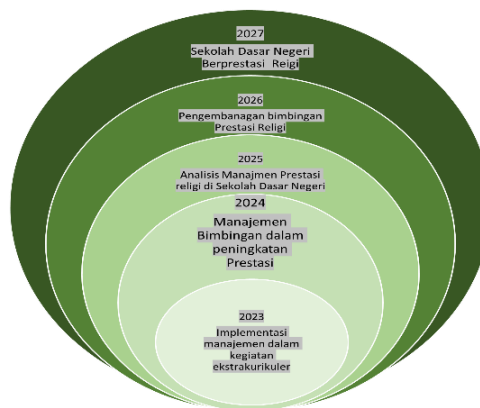 2027
Sekolah Dasar Negeri
Berprestasi Reigi
2026
Pengembanagan bimbingan
Prestasi Religi
2025
Analisis Manajmen Prestasi
religi di Sekolah Dasar Negeri
2024
Manajemen
Bimbingan dalam
peningkatan
Prestasi
2023
Implementasi
manajemen dalam
kegiatan
ekstrakurikuler